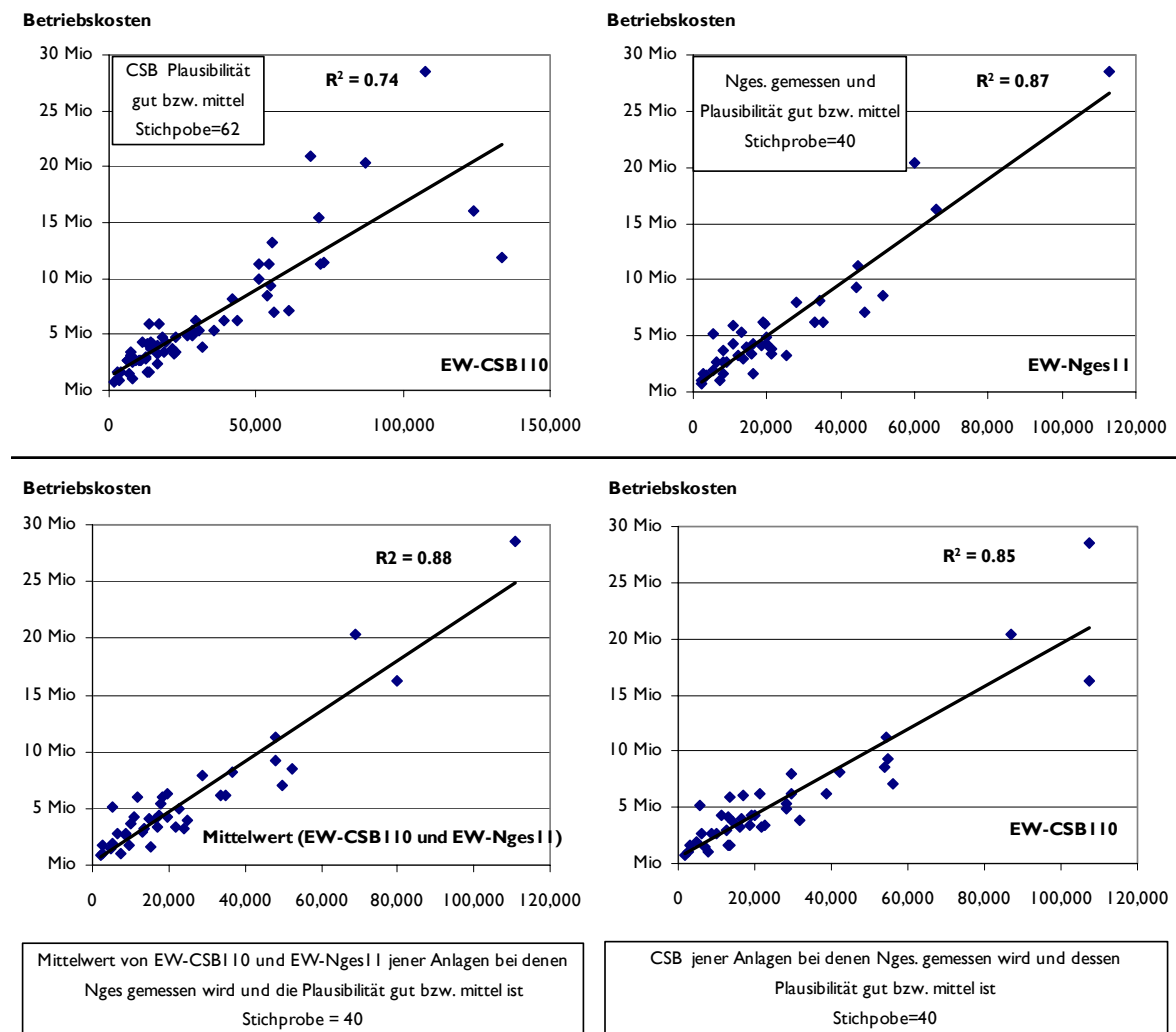 Betriebskosten
30 Mio
25 Mio
20 Mio
15 Mio
10 Mio
5 Mio
Mio
CSB Plausibilität
gut bzw. mittel
Stichpobe=62
R² = 0.74
EW-CSB110
0
50,000
100,000
150,000
Betriebskosten
30 Mio
25 Mio
20 Mio
15 Mio
10 Mio
5 Mio
Mio
Nges. gemessen und
Plausibilität gut bzw. mittel
Stichprobe=40
R² = 0.87
EW-Nges11
0
20,000
40,000
60,000
80,000
100,000
120,000
Betriebskosten
30 Mio
25 Mio
20 Mio
15 Mio
10 Mio
5 Mio
Mio
R2 = 0.88
Mittelwert (EW-CSB110 und EW-Nges11)
0
20,000
40,000
60,000
80,000
100,000
120,000
Mittelwert von EW-CSB110 und EW-Nges11 jener Anlagen bei denen
Nges gemessen wird und die Plausibilität gut bzw. mittel ist
Stichprobe = 40
Betriebskosten
30 Mio
25 Mio
20 Mio
15 Mio
10 Mio
5 Mio
Mio
R² = 0.85
EW-CSB110
0
20,000
40,000
60,000
80,000
100,000
120,000
CSB jener Anlagen bei denen Nges. gemessen wird und dessen
Plausibilität gut bzw. mittel ist
Stichpobe=40